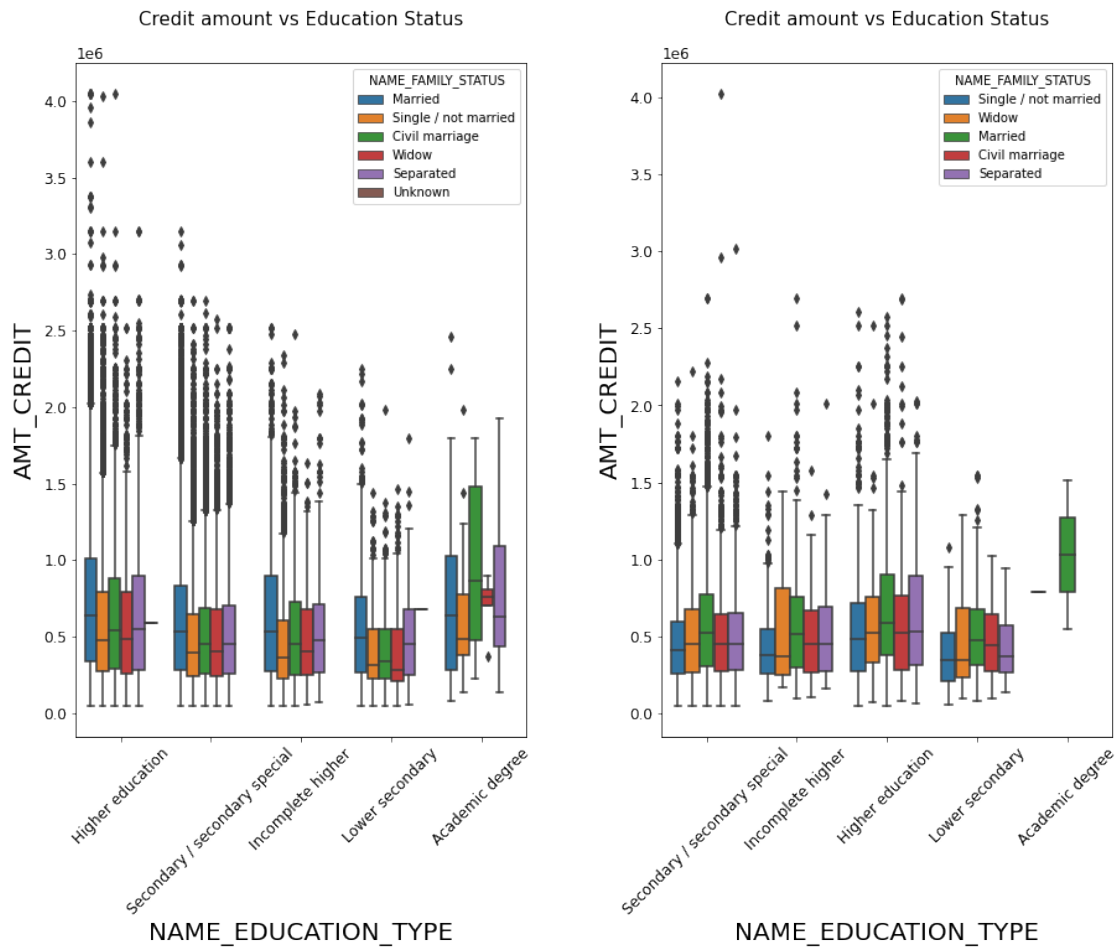 Credit amount vs Education Status
1e6
NAME_FAMILY_STATUS
Married
Single / not married
Civil marriage
Widow
Separated
Unknown
4.0
3.5
3.0
2.5
2.0
1.5
1.0
0.5
0.0
AMT_CREDIT
Higher education
Secondary / secondary special
Incomplete higher
Lower secondary
Academic degree
NAME_EDUCATION_TYPE
Credit amount vs Education Status
1e6
NAME_FAMILY_STATUS
Single / not married
Widow
Married
Civil marriage
Separated
4.0
3.5
3.0
2.5
2.0
1.5
1.0
0.5
0.0
AMT_CREDIT
Secondary / secondary special
Incomplete higher
Higher education
Lower secondary
Academic degree
NAME_EDUCATION_TYPE